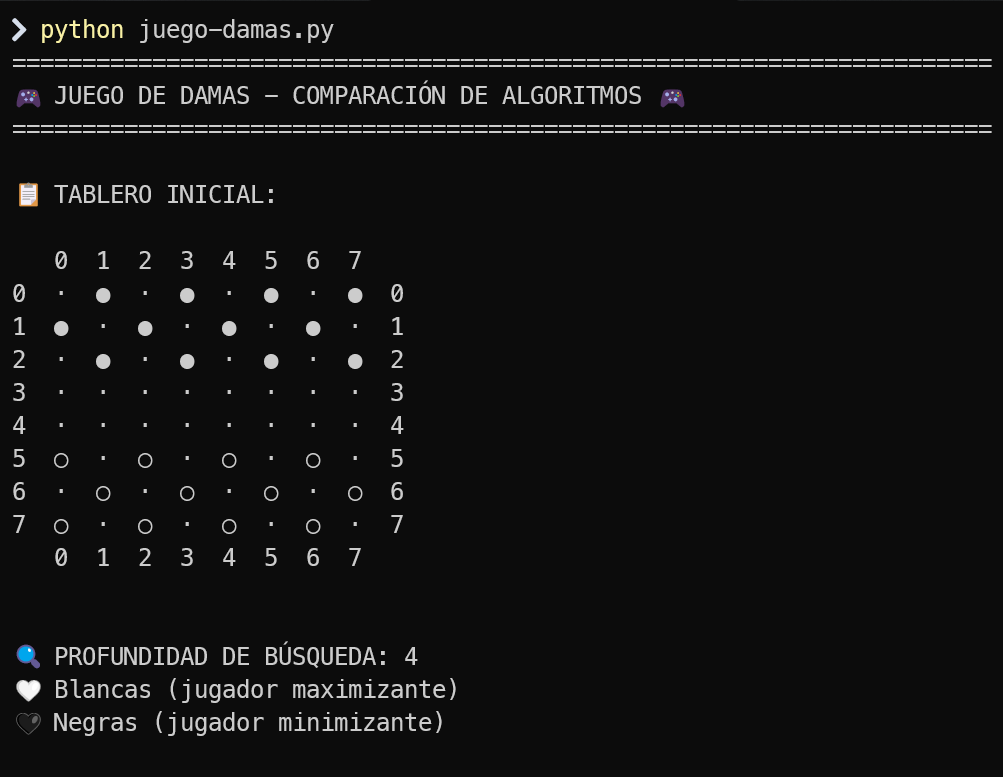 ❯ python juego-damas.py
======================================================================
🎮 JUEGO DE DAMAS - COMPARACIÓN DE ALGORITMOS 🎮
======================================================================
📋 TABLERO INICIAL:
   0  1  2  3  4  5  6  7
0  ·  ●  ·  ●  ·  ●  ·  ●  0
1  ●  ·  ●  ·  ●  ·  ●  ·  1
2  ·  ●  ·  ●  ·  ●  ·  ●  2
3  ·  ·  ·  ·  ·  ·  ·  ·  3
4  ·  ·  ·  ·  ·  ·  ·  ·  4
5  ○  ·  ○  ·  ○  ·  ○  ·  5
6  ·  ○  ·  ○  ·  ○  ·  ○  6
7  ○  ·  ○  ·  ○  ·  ○  ·  7
   0  1  2  3  4  5  6  7
🔍 PROFUNDIDAD DE BÚSQUEDA: 4
🤍 Blancas (jugador maximizante)
🖤 Negras (jugador minimizante)